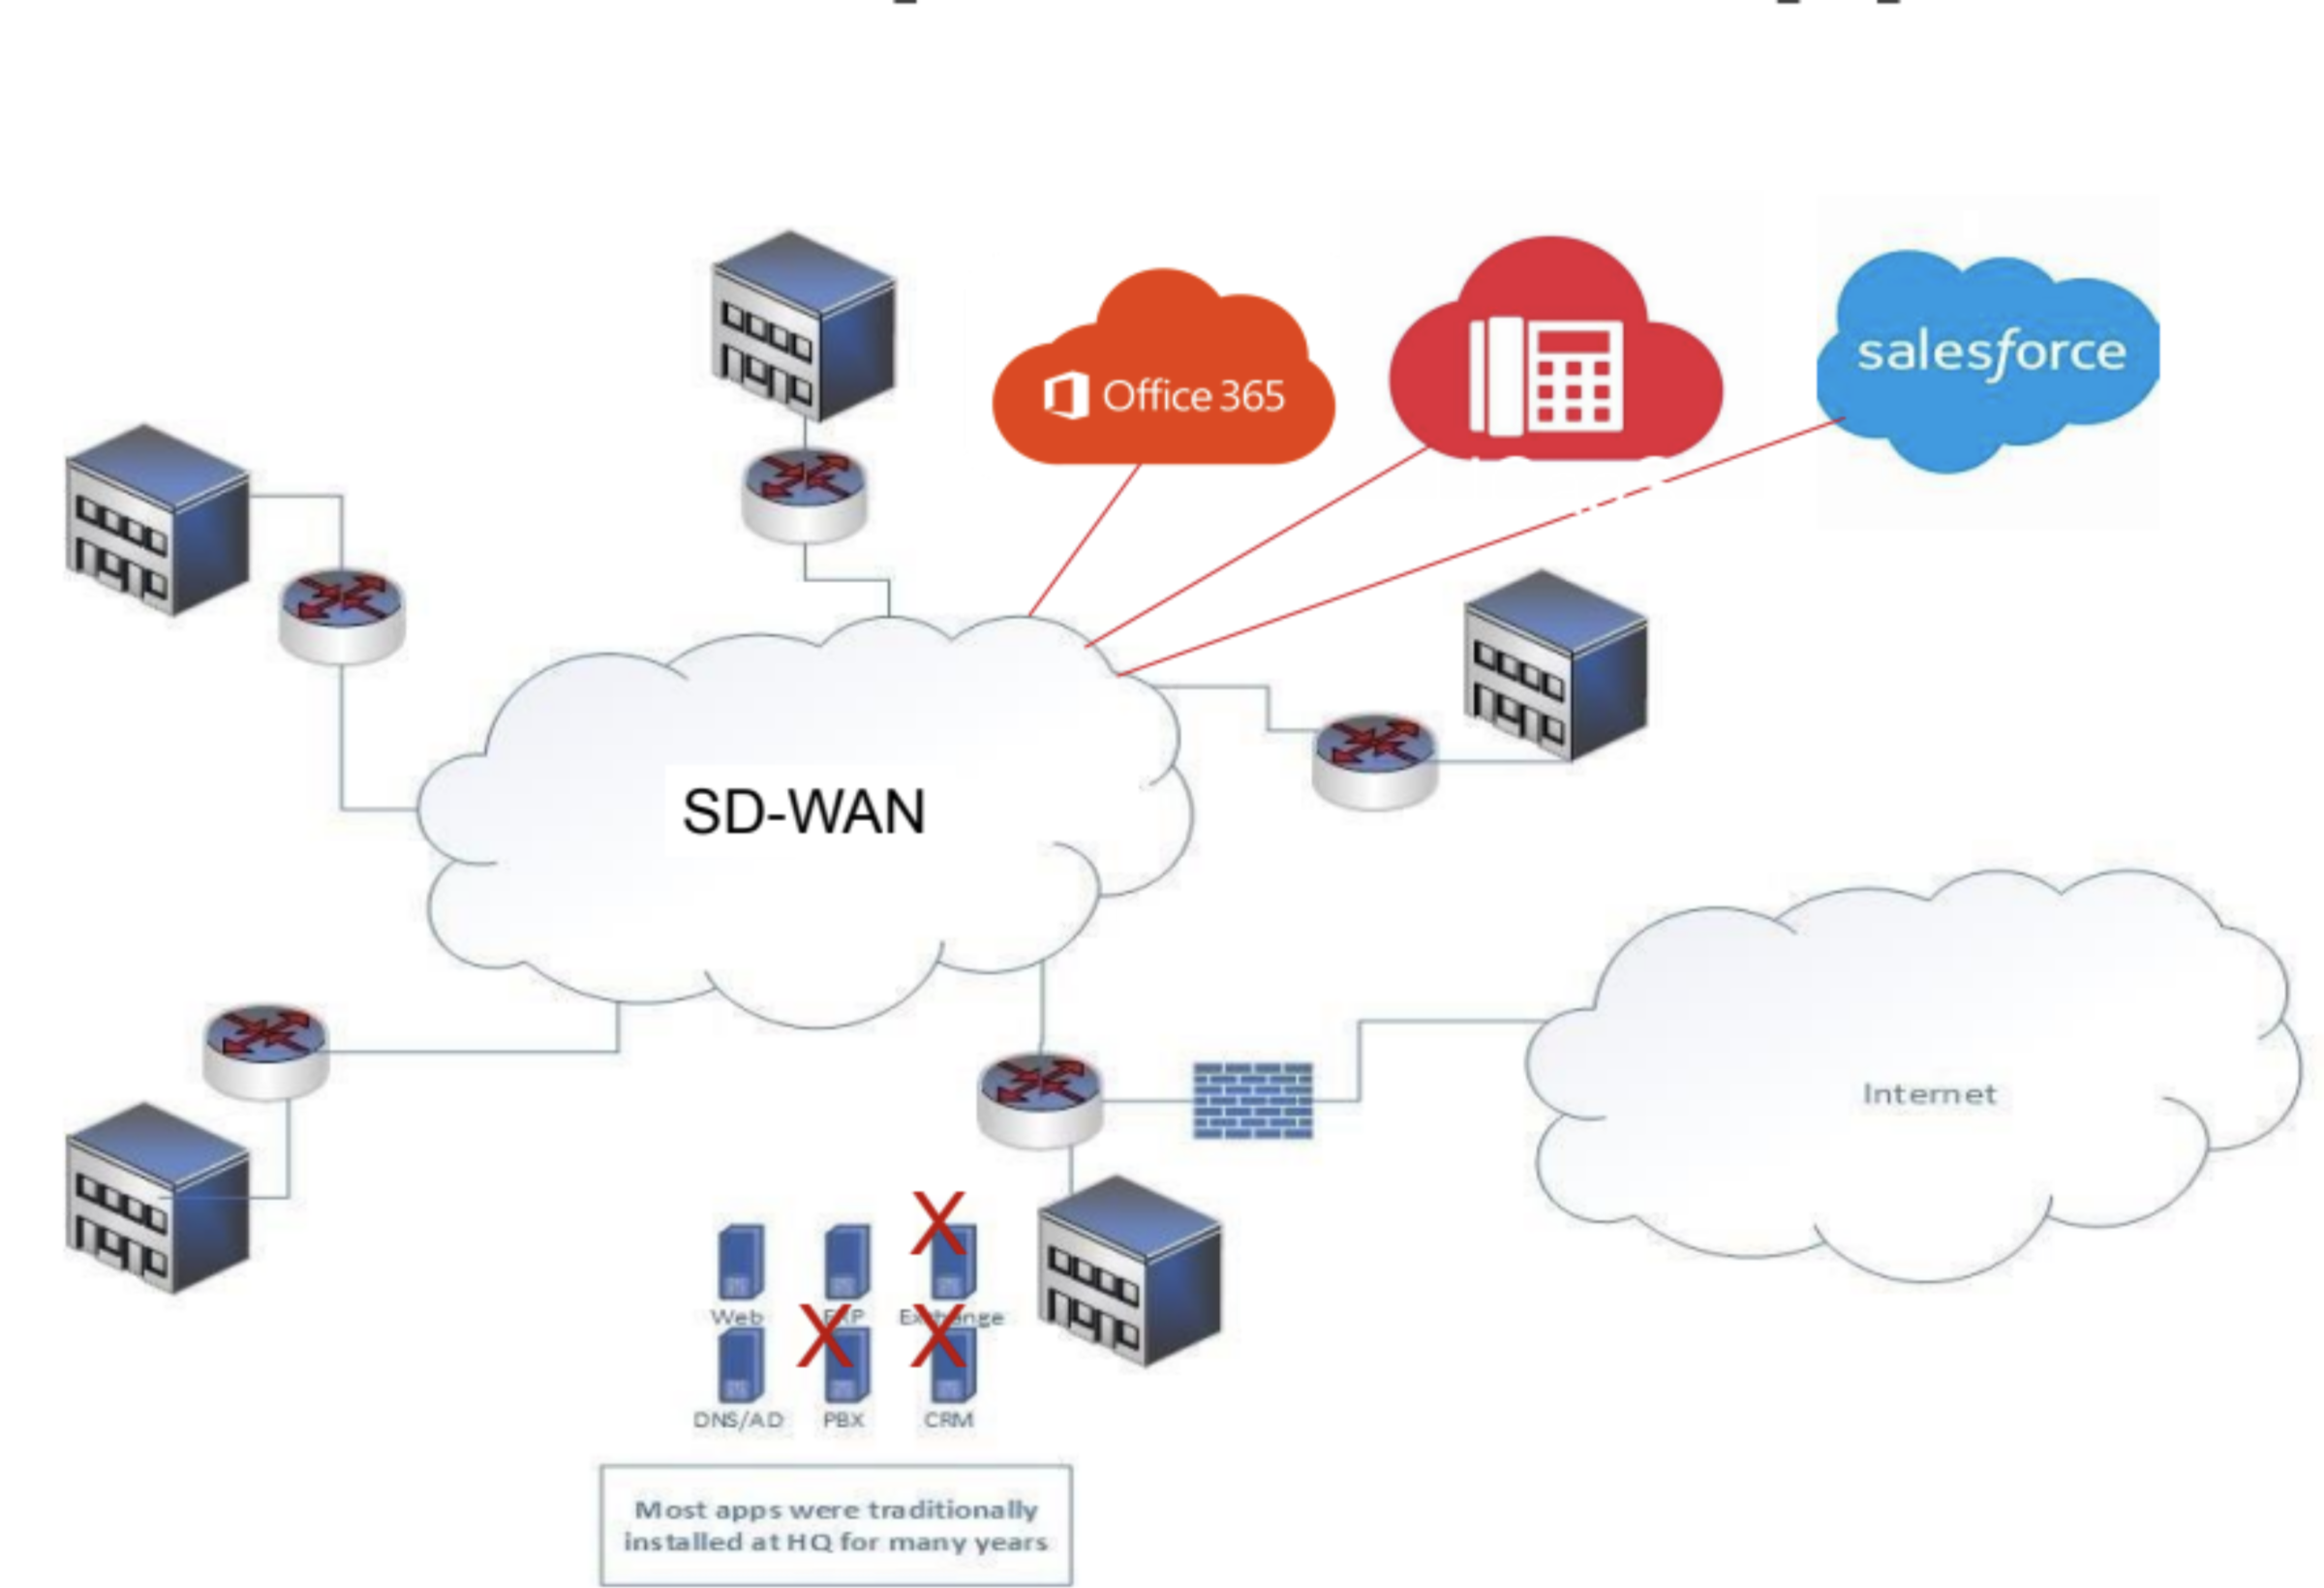 Office 365
salesforce
SD-WAN
Internet
X
Web
ERP
Exchange
X
X
DNS/AD
PBX
CRM
Most apps were traditionally
installed at HQ for many years